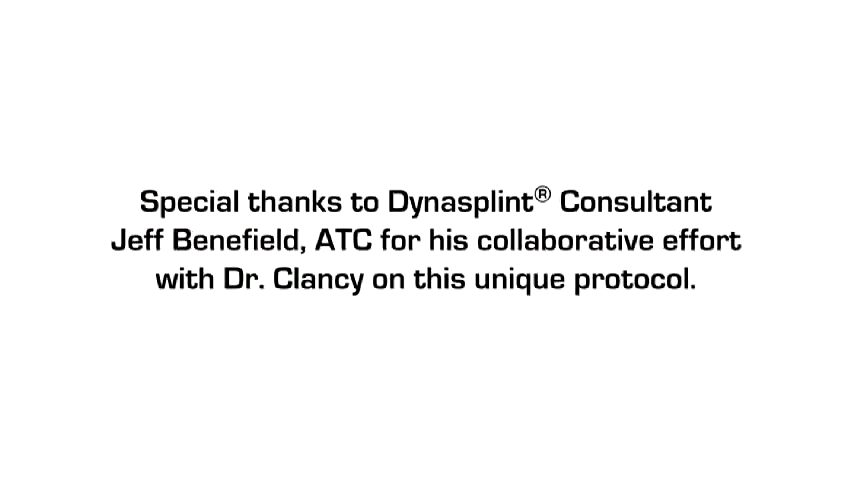 Special thanks to Dynasplint® Consultant
Jeff Benefield, ATC for his collaborative effort
with Dr. Clancy on this unique protocol.